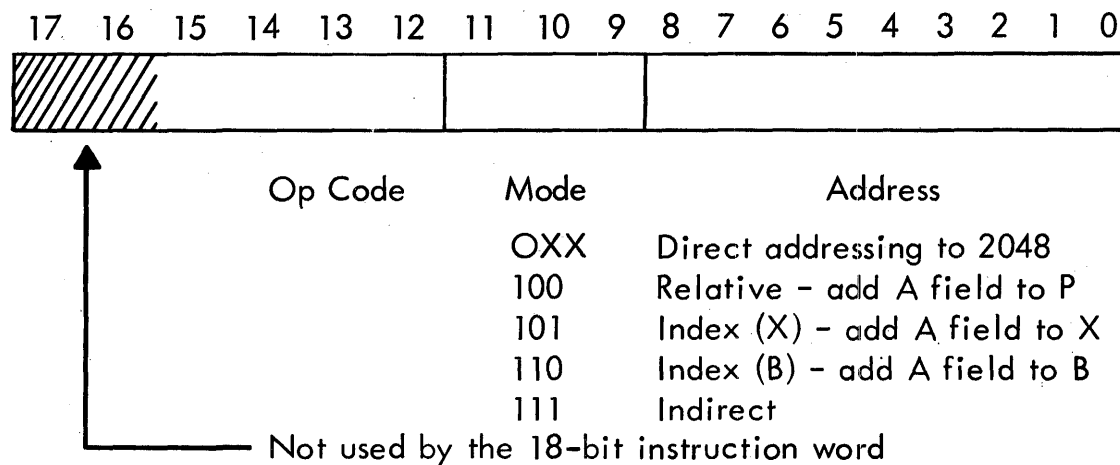 17 16 15 14 13 12 11 10 9 8 7 6 5 4 3 2 1 0
Op Code Mode Address
OXX Direct addressing to 2048
100 Relative - add A field to P
101 Index (X) - add A field to X
110 Index (B) - add A field to B
111 Indirect
Not used by the 18-bit instruction word